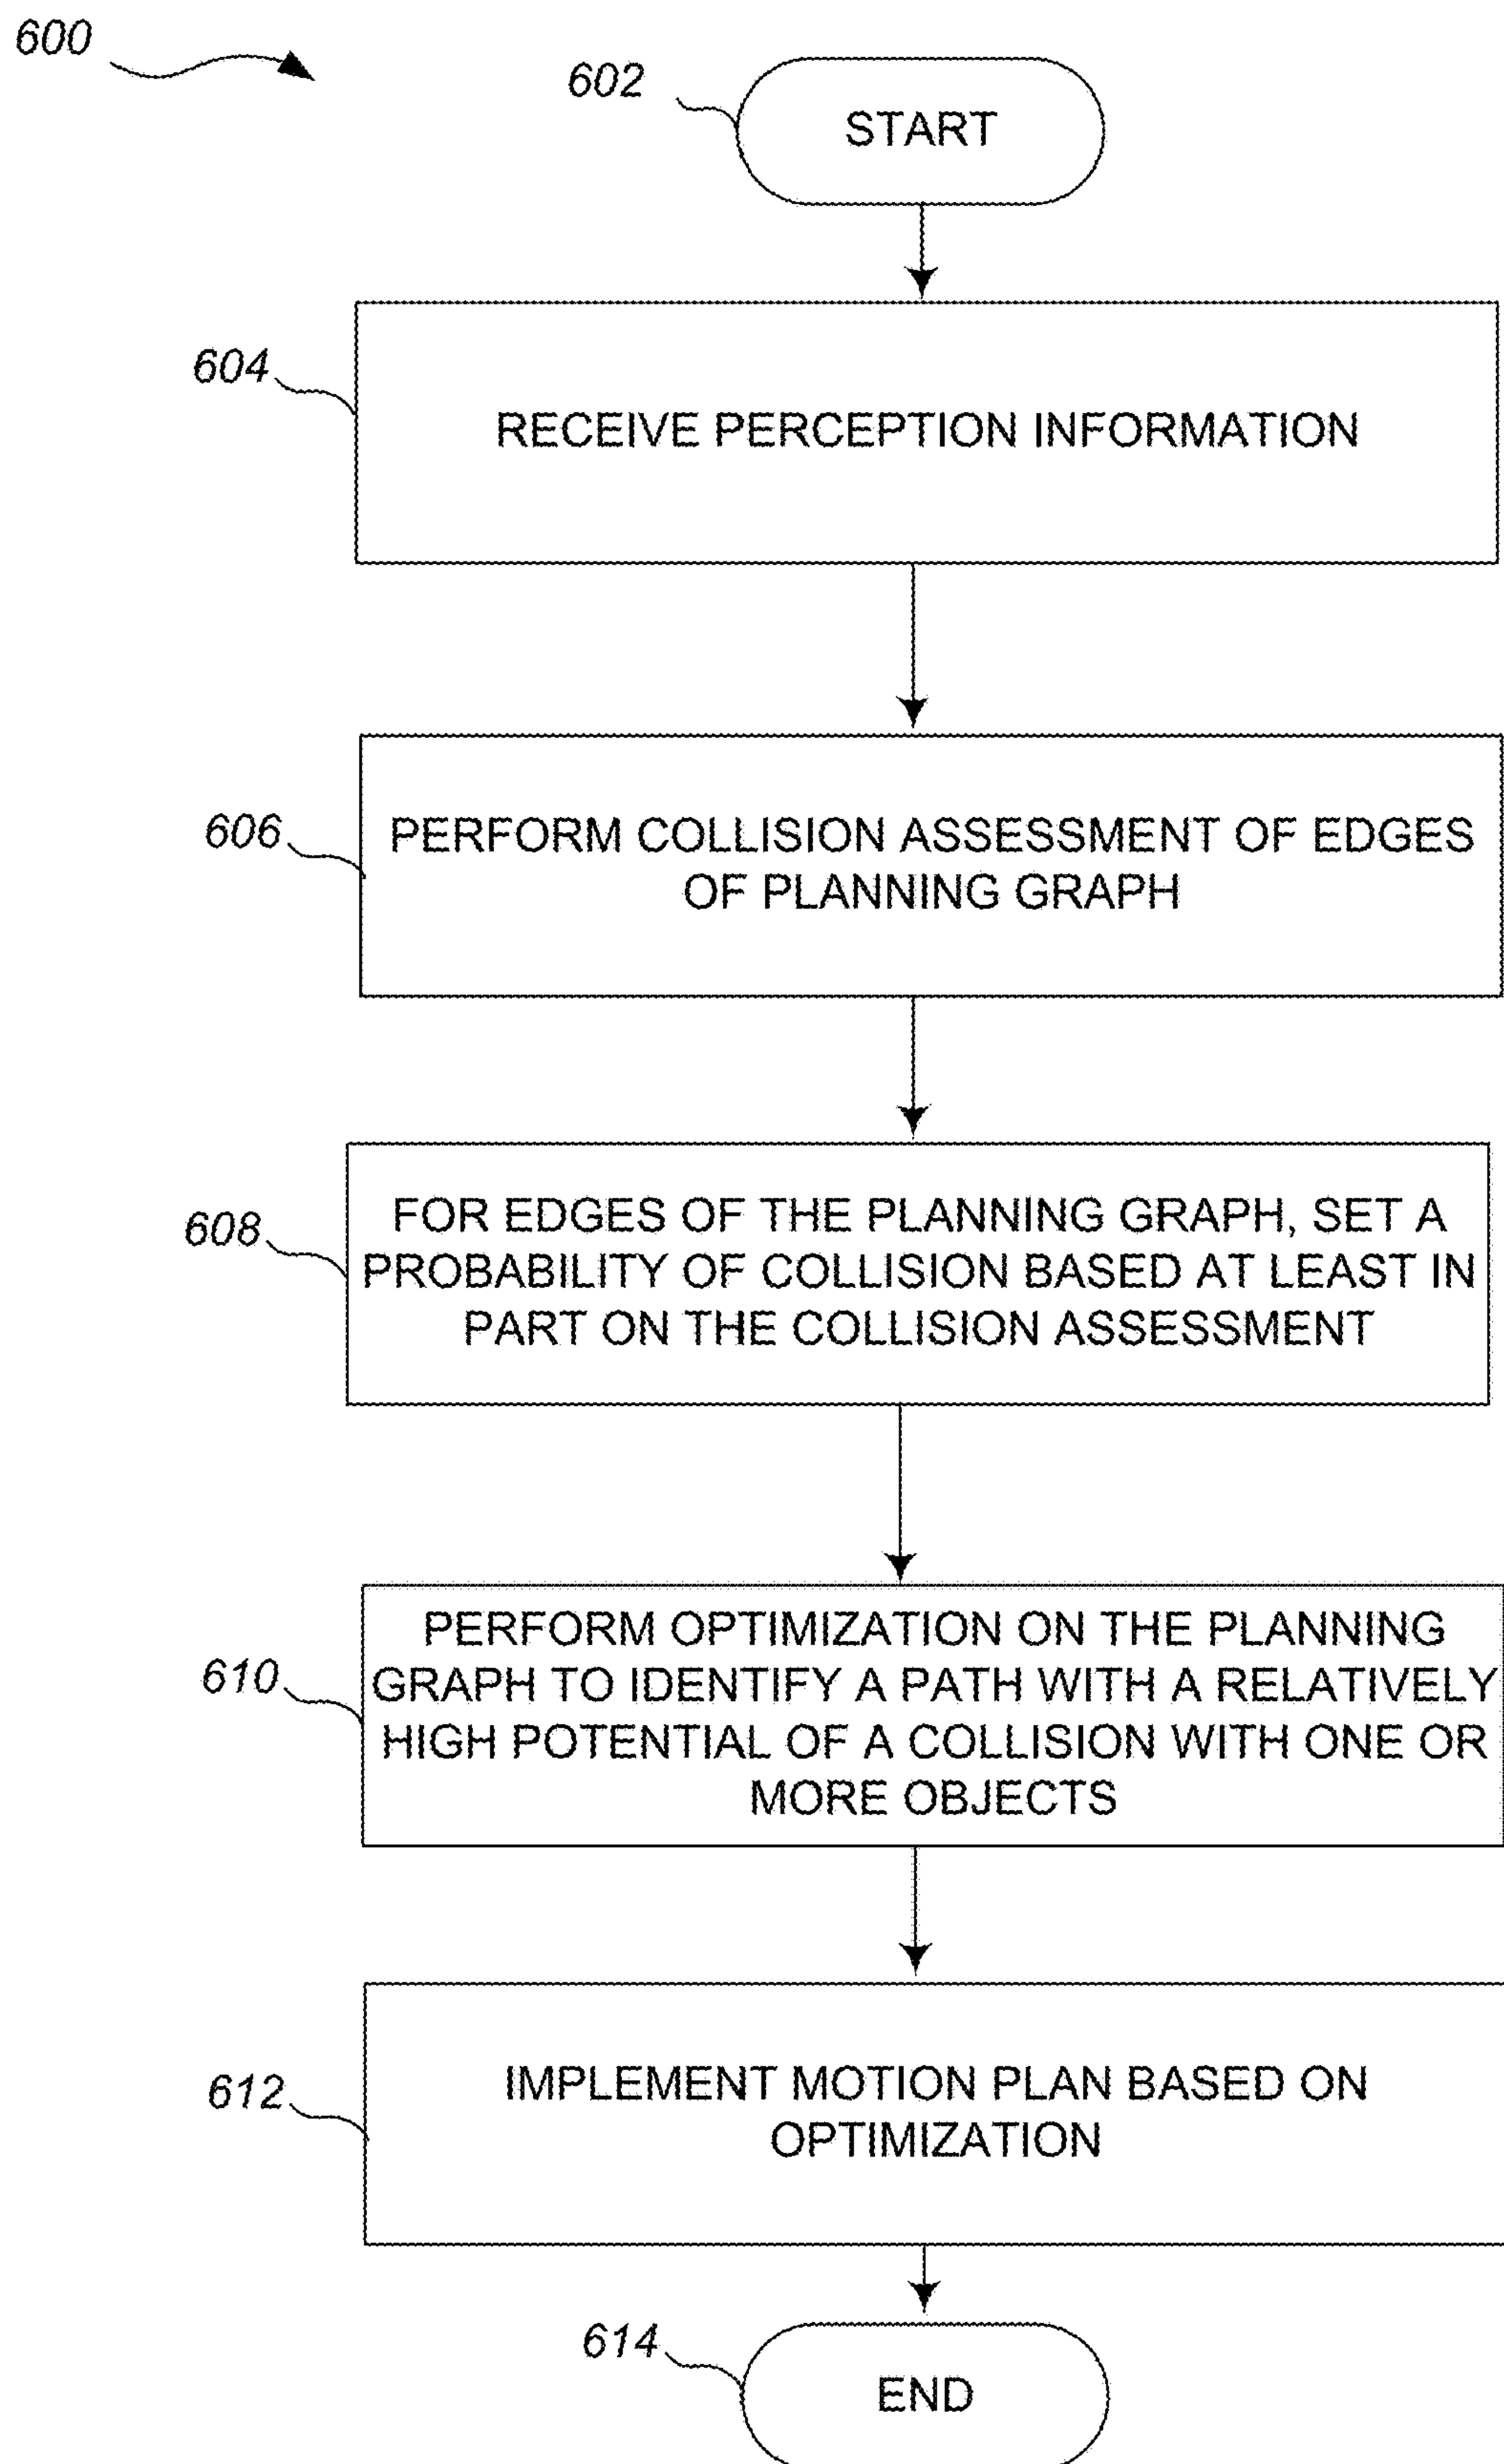 600
602
START
604
RECEIVE PERCEPTION INFORMATION
606
PERFORM COLLISION ASSESSMENT OF EDGES
OF PLANNING GRAPH
608
FOR EDGES OF THE PLANNING GRAPH, SET A
PROBABILITY OF COLLISION BASED AT LEAST IN
PART ON THE COLLISION ASSESSMENT
610
PERFORM OPTIMIZATION ON THE PLANNING
GRAPH TO IDENTIFY A PATH WITH A RELATIVELY
HIGH POTENTIAL OF A COLLISION WITH ONE OR
MORE OBJECTS
612
IMPLEMENT MOTION PLAN BASED ON
OPTIMIZATION
614
END